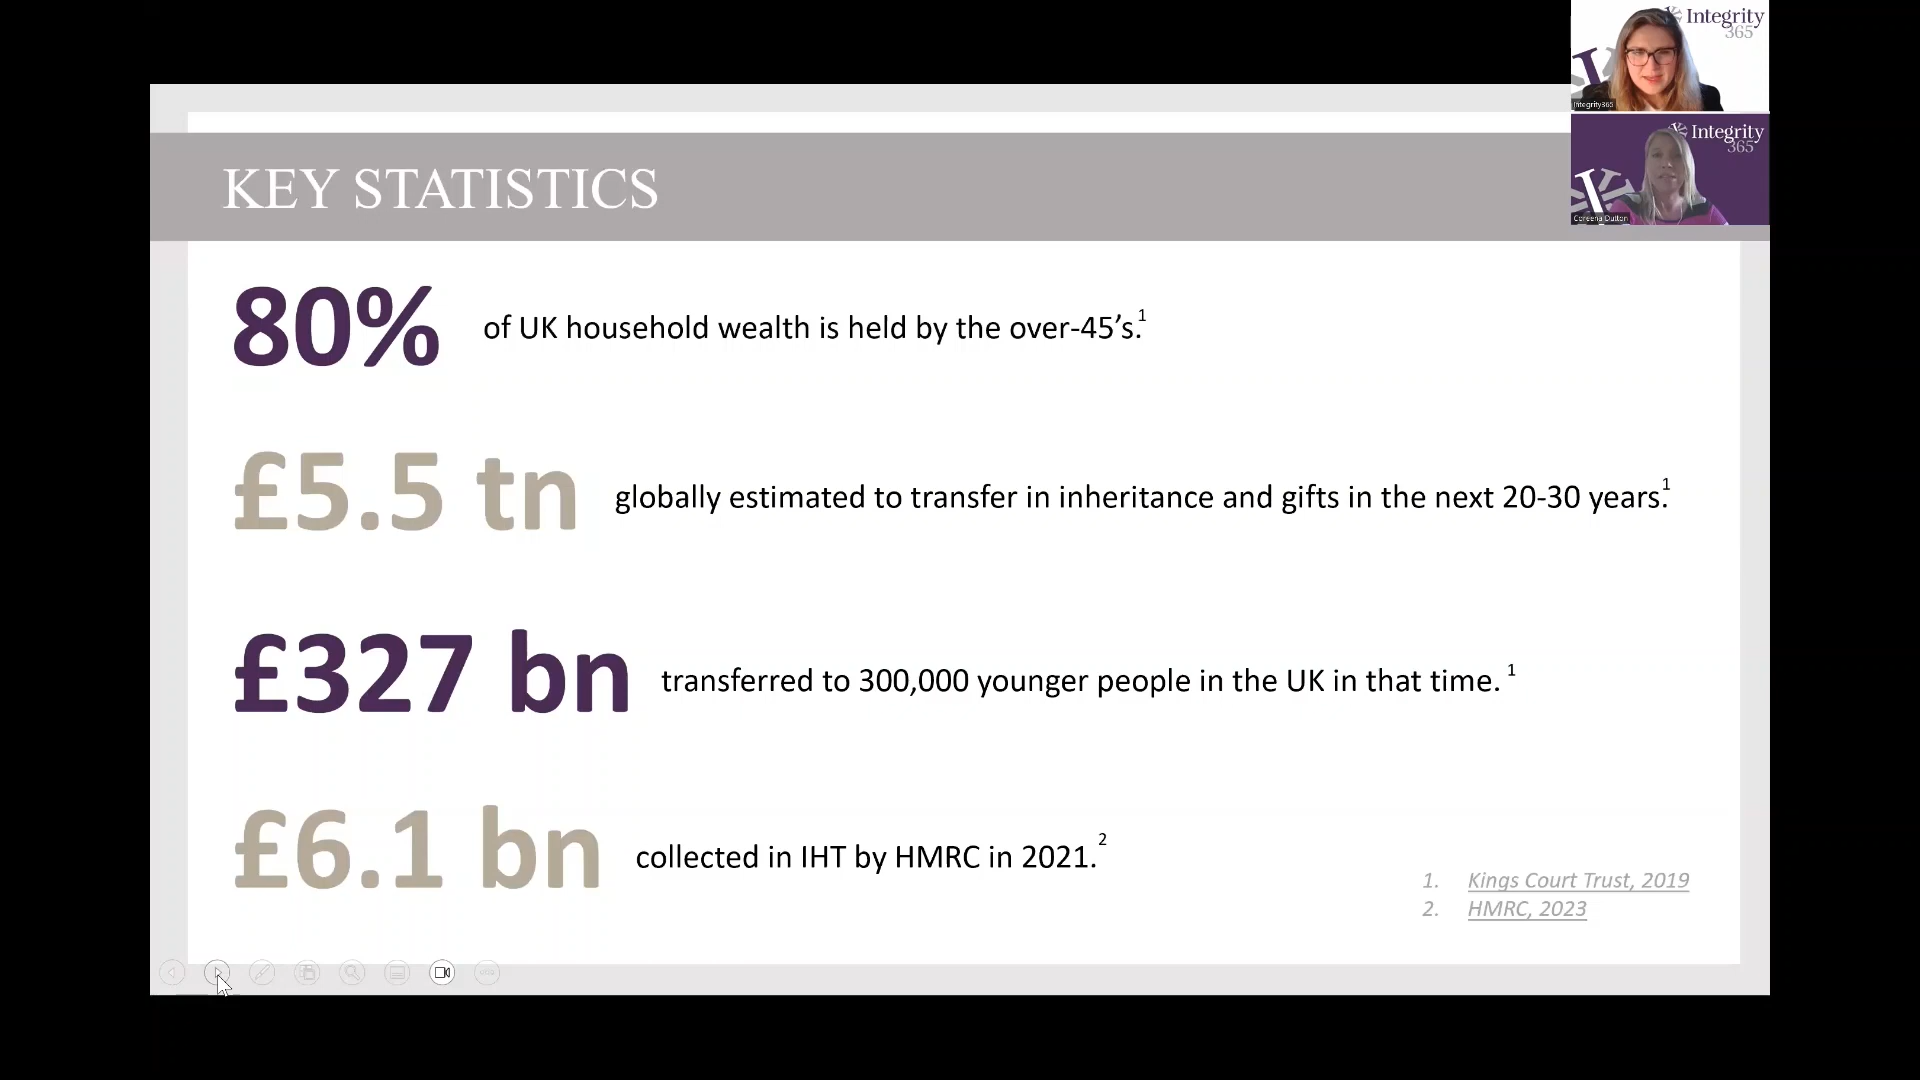 Integrity
365
Integrity365
Integrity
365
Coreena Dutton
KEY STATISTICS
80% of UK household wealth is held by the over-45’s.1
£5.5 tn globally estimated to transfer in inheritance and gifts in the next 20-30 years.1
£327 bn transferred to 300,000 younger people in the UK in that time. 1
£6.1 bn collected in IHT by HMRC in 2021.2
1. Kings Court Trust, 2019
2. HMRC, 2023